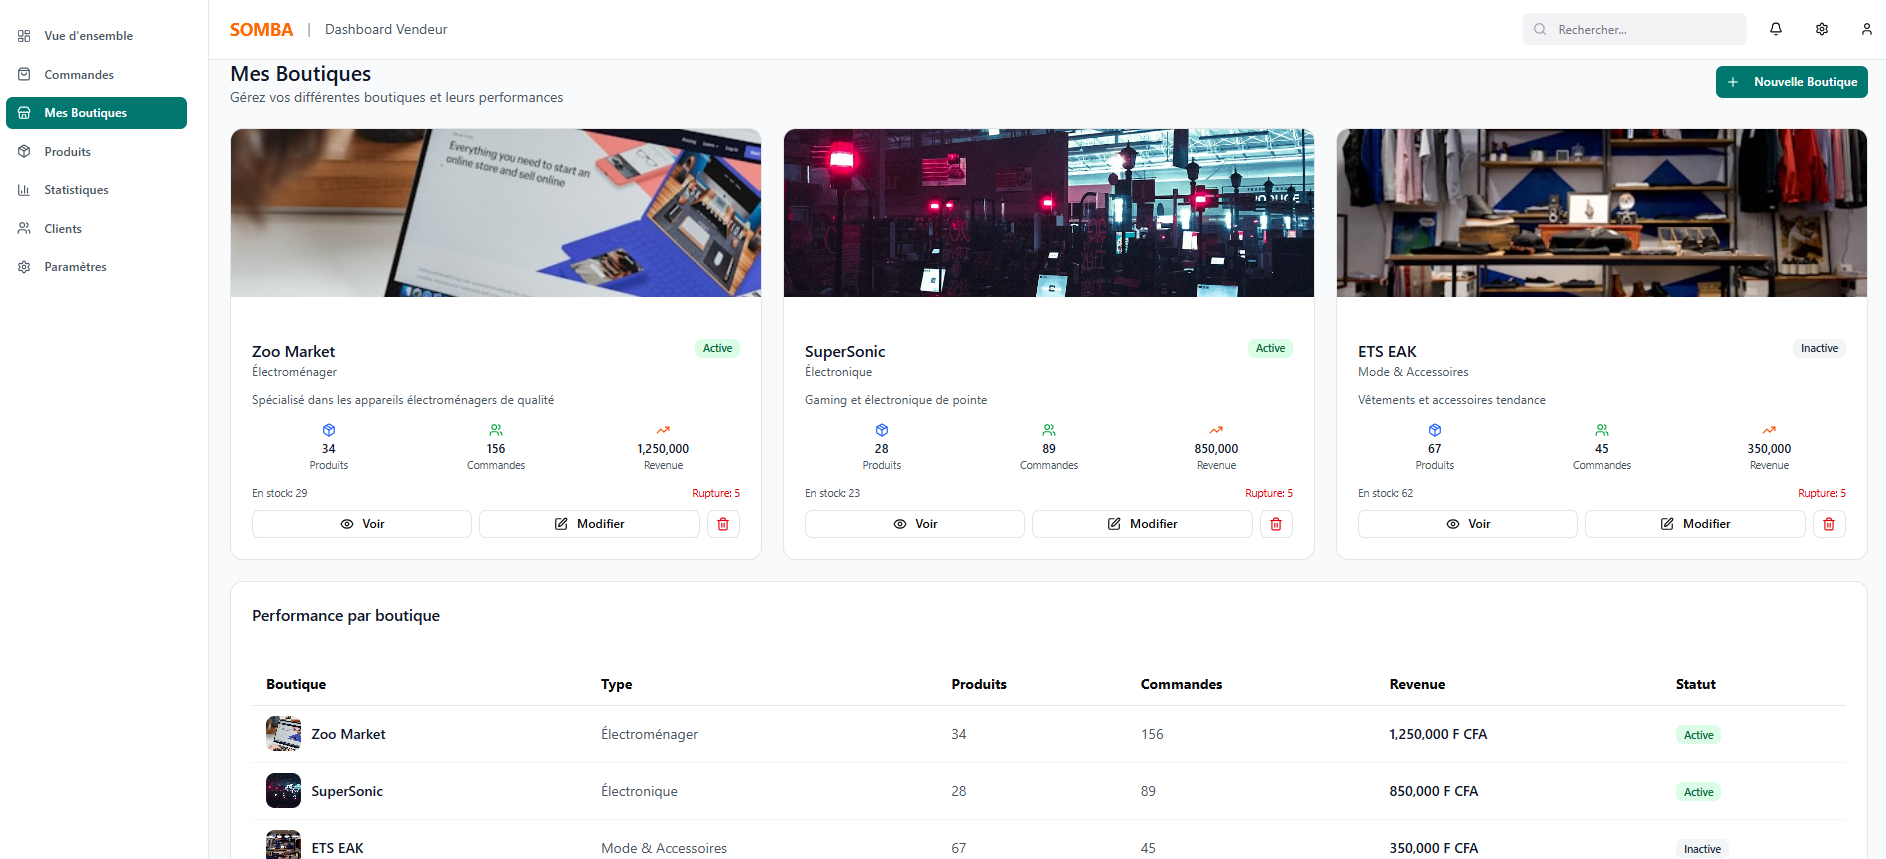 Vue d'ensemble
Commandes
Mes Boutiques
Produits
Statistiques
Clients
Paramètres
SOMBA | Dashboard Vendeur
Rechercher...
Mes Boutiques
Gérez vos différentes boutiques et leurs performances
Nouvelle Boutique
Everything you need to start an
online store and sell online
Zoo Market
Active
Électroménager
Spécialisé dans les appareils électroménagers de qualité
34
156
1,250,000
Produits
Commandes
Revenue
En stock: 29
Rupture: 5
Voir
Modifier
SuperSonic
Active
Électronique
Gaming et électronique de pointe
28
89
850,000
Produits
Commandes
Revenue
En stock: 23
Rupture: 5
Voir
Modifier
ETS EAK
Inactive
Mode & Accessoires
Vêtements et accessoires tendance
67
45
350,000
Produits
Commandes
Revenue
En stock: 62
Rupture: 5
Voir
Modifier
Performance par boutique
Boutique Type Produits Commandes Revenue Statut
Zoo Market Électroménager 34 156 1,250,000 F CFA Active
SuperSonic Électronique 28 89 850,000 F CFA Active
ETS EAK Mode & Accessoires 67 45 350,000 F CFA Inactive